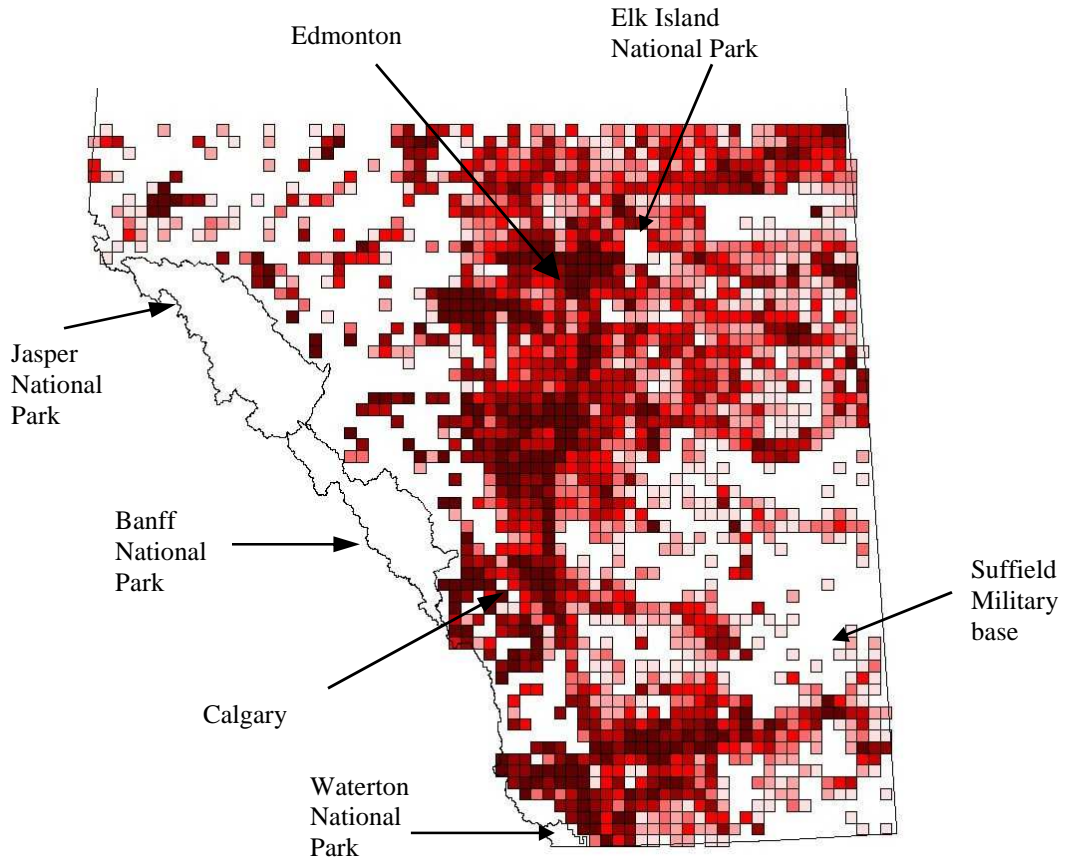 Edmonton
Elk Island
National Park
Jasper
National
Park
Banff
National
Park
Suffield
Military
base
Calgary
Waterton
National
Park